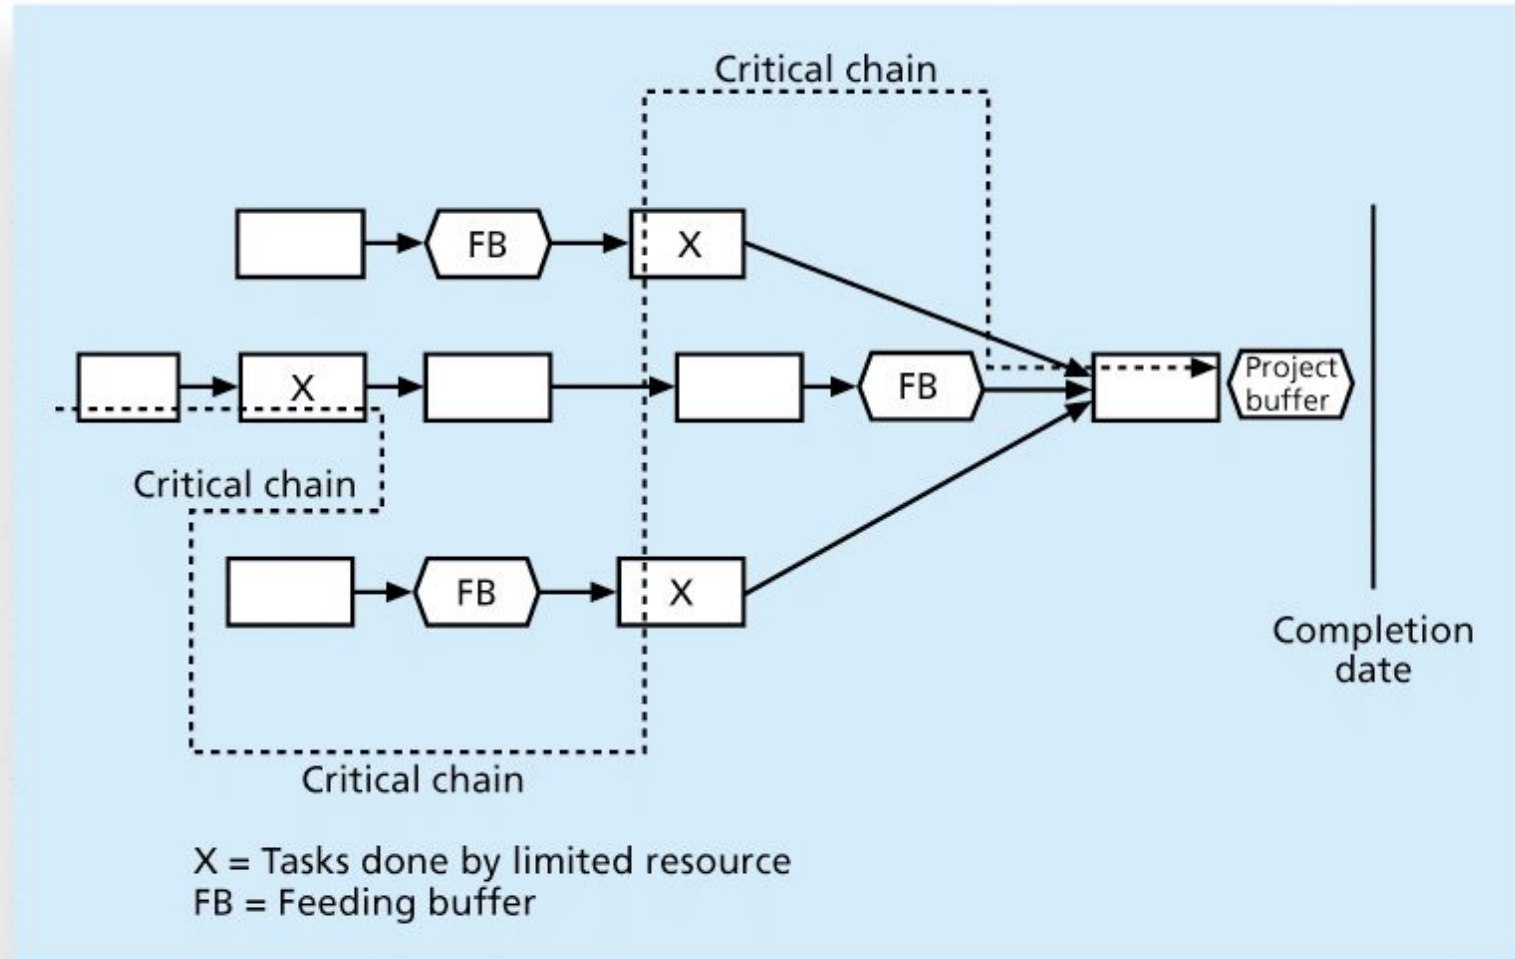 Critical chain
FB
X
X
FB
Project
buffer
Critical chain
FB
X
Completion
date
Critical chain
X = Tasks done by limited resource
FB = Feeding buffer